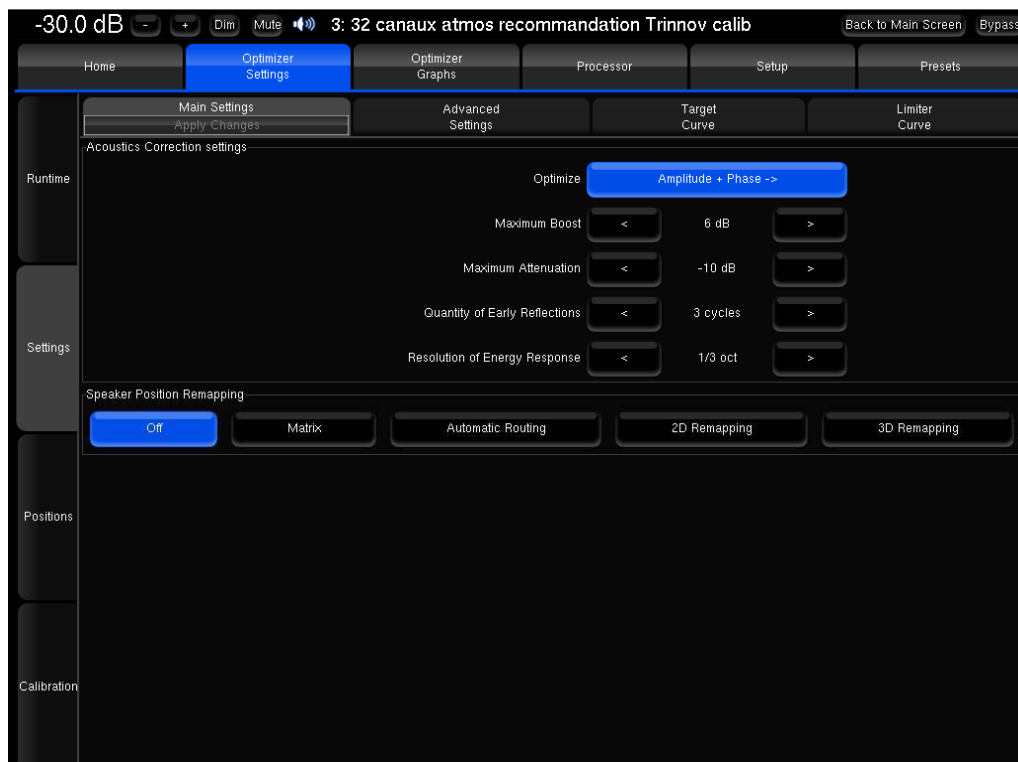 -30.0 dB - + Dim Mute 3: 32 canaux atmos recommandation Trinnov calib Back to Main Screen Bypass
Home Optimizer Settings Optimizer Graphs Processor Setup Presets
Main Settings Advanced Settings Target Curve Limiter Curve
Apply Changes
Acoustics Correction settings
Runtime
Optimize Amplitude + Phase ->
Maximum Boost < 6 dB >
Maximum Attenuation < -10 dB >
Quantity of Early Reflections < 3 cycles >
Settings
Resolution of Energy Response < 1/3 oct >
Speaker Position Remapping
Off Matrix Automatic Routing 2D Remapping 3D Remapping
Positions
Calibration